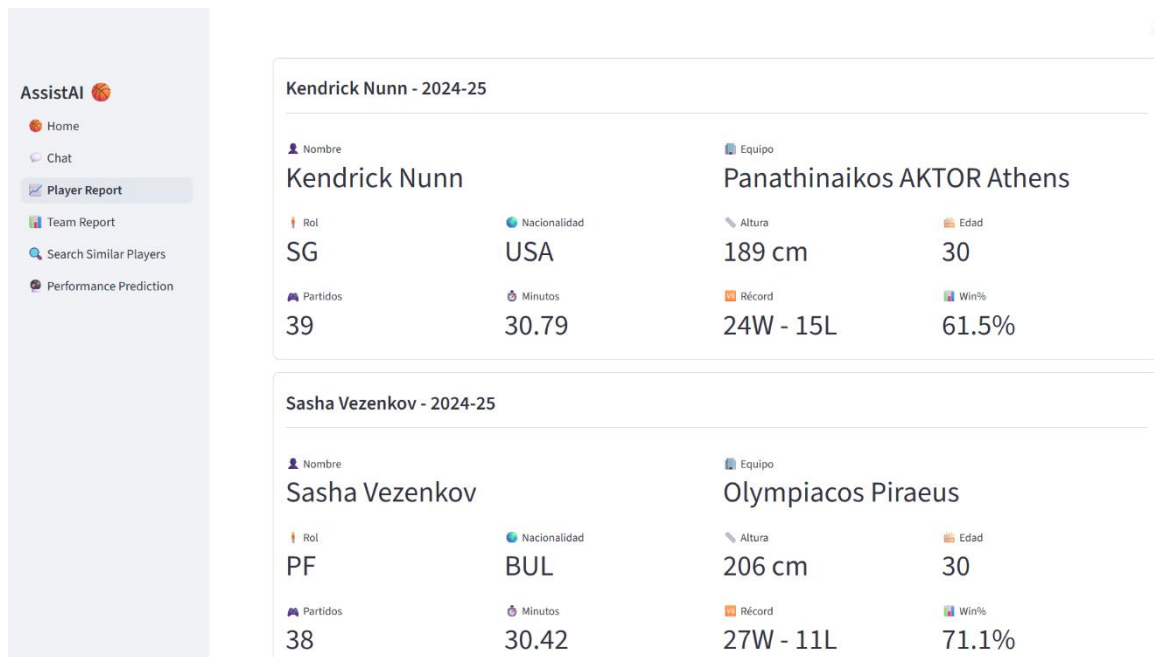 AssistAI
Home
Chat
Player Report
Team Report
Search Similar Players
Performance Prediction
Kendrick Nunn - 2024-25
Nombre
Equipo
Kendrick Nunn
Panathinaikos AKTOR Athens
Rol
Nacionalidad
Altura
Edad
SG
USA
189 cm
30
Partidos
Minutos
Récord
Win%
39
30.79
24W - 15L
61.5%
Sasha Vezenkov - 2024-25
Nombre
Equipo
Sasha Vezenkov
Olympiacos Piraeus
Rol
Nacionalidad
Altura
Edad
PF
BUL
206 cm
30
Partidos
Minutos
Récord
Win%
38
30.42
27W - 11L
71.1%